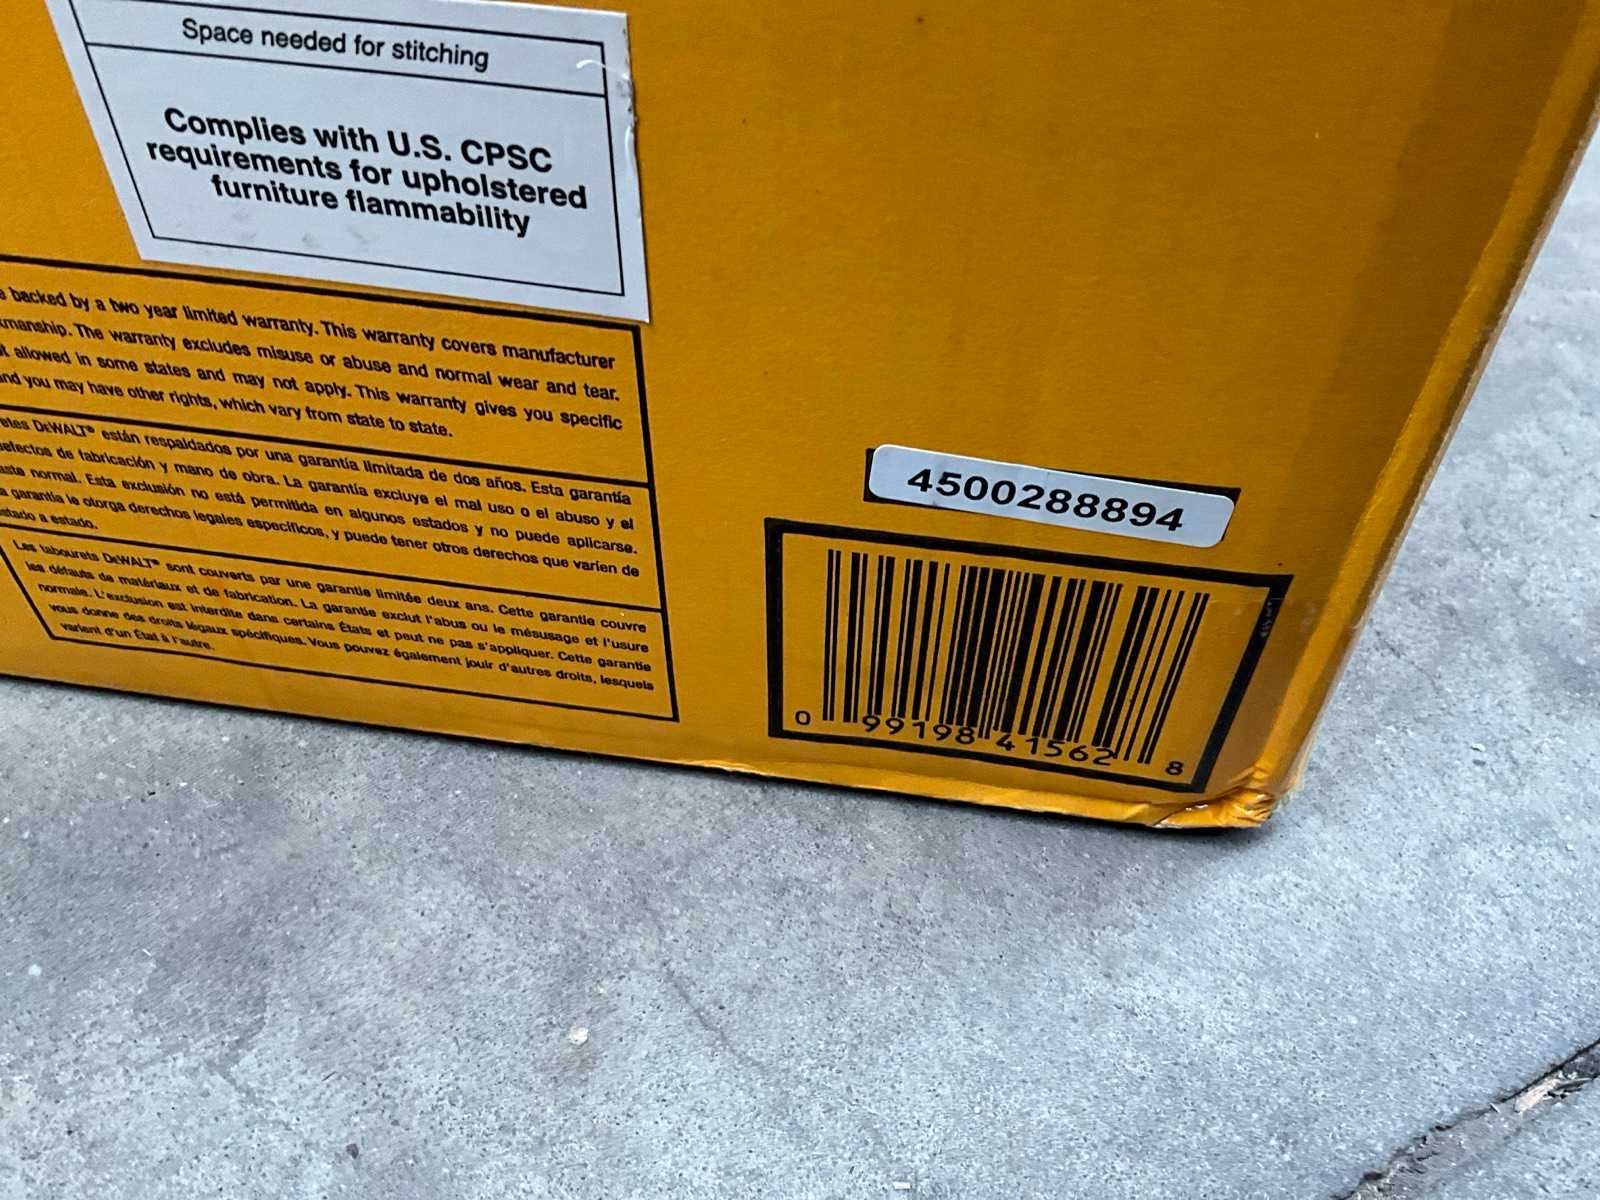 Space needed for stitching
Complies with U.S. CPSC
requirements for upholstered
furniture flammability
backed by a two year limited warranty. This warranty covers manufacturer
The warranty excludes misuse or abuse and normal wear and tear.
allowed in some states and may not apply. This warranty gives you specific
and you may have other rights, which vary from state to state.
DEWALT® están respaldados por una garantía limitada de dos años. Esta garantía
defectos de fabricación y mano de obra. La garantía excluye el mal uso o el abuso y el
normal. Esta exclusión no está permitida en algunos estados y no puede aplicarse.
garantía le otorga derechos legales específicos, y puede tener otros derechos que varíen de
estado a estado.
Les tabourets DEWALT® sont couverts par une garantie limitée deux ans. Cette garantie couvre
les défauts de matériaux et de fabrication. La garantie exclut l'abus ou le mésusage et l'usure
normale. L'exclusion est interdite dans certains États et peut ne pas s'appliquer. Cette garantie
vous donne des droits légaux spécifiques. Vous pouvez également jouir d'autres droits, lesquels
varient d'un État à l'autre.
4500288894
0 99198 41562 8